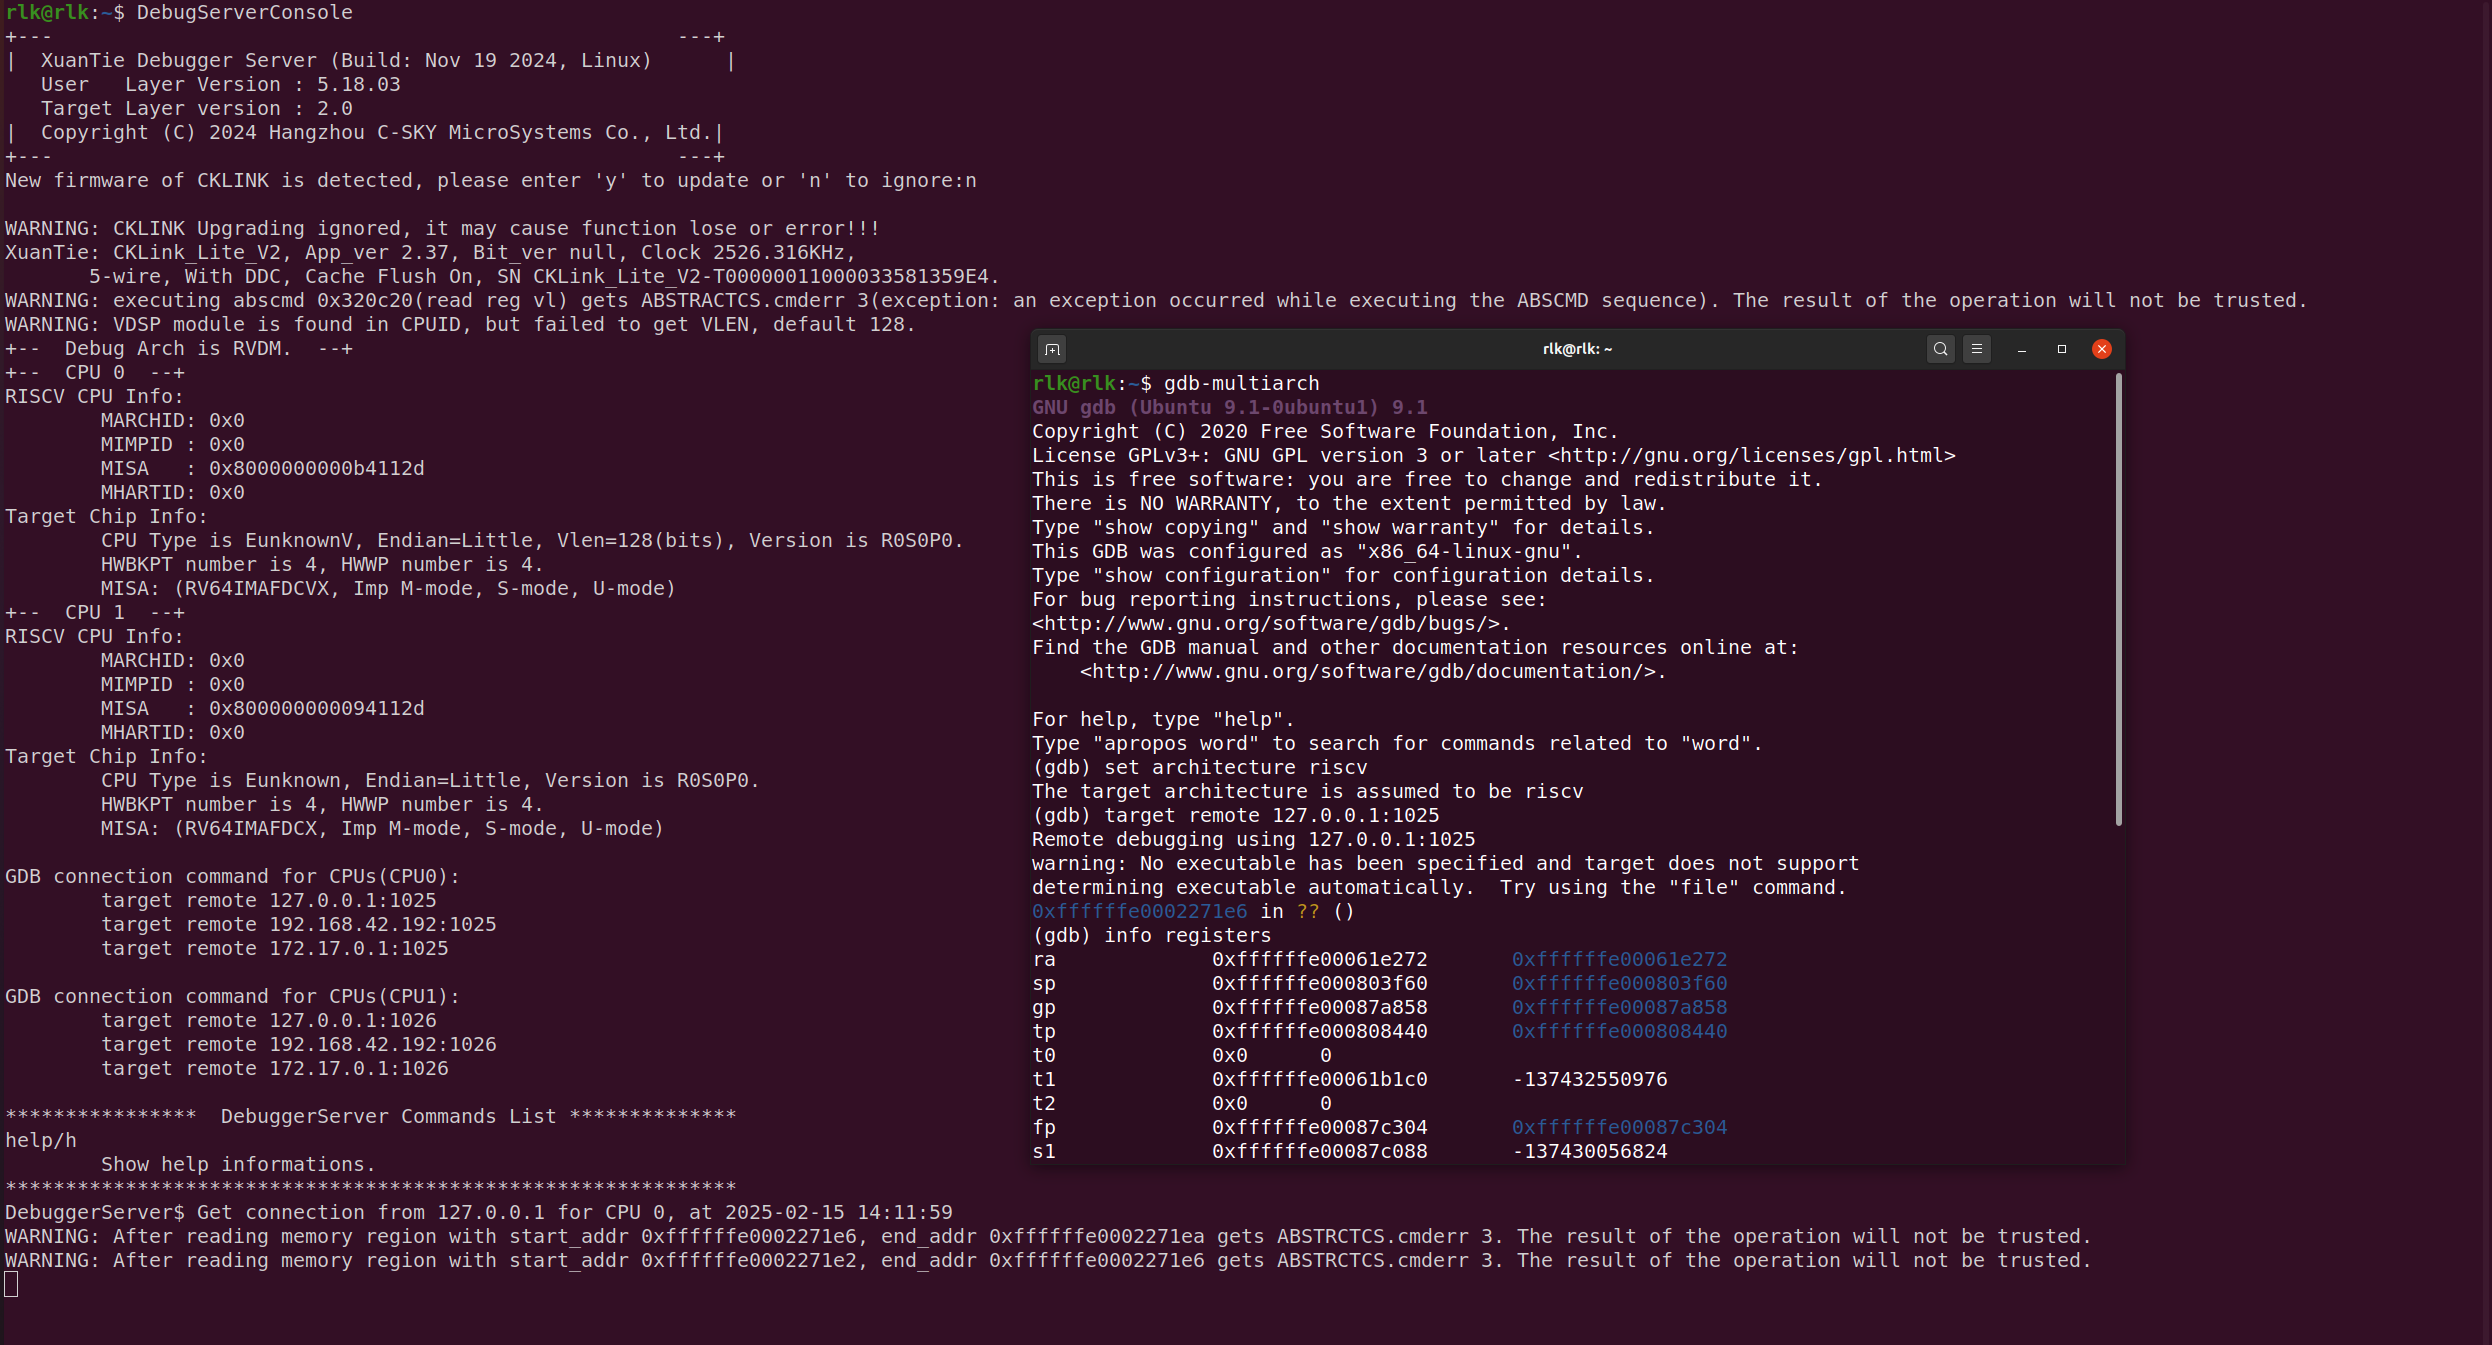 rlk@rlk:~$ DebugServerConsole
+---                                                    ---+
|  XuanTie Debugger Server (Build: Nov 19 2024, Linux)      |
   User   Layer Version : 5.18.03
   Target Layer version : 2.0
|  Copyright (C) 2024 Hangzhou C-SKY MicroSystems Co., Ltd.|
+---                                                    ---+
New firmware of CKLINK is detected, please enter 'y' to update or 'n' to ignore:n

WARNING: CKLINK Upgrading ignored, it may cause function lose or error!!!
XuanTie: CKLink_Lite_V2, App_ver 2.37, Bit_ver null, Clock 2526.316KHz,
       5-wire, With DDC, Cache Flush On, SN CKLink_Lite_V2-T00000011000033581359E4.
WARNING: executing abscmd 0x320c20(read reg vl) gets ABSTRACTCS.cmderr 3(exception: an exception occurred while executing the ABSCMD sequence). The result of the operation will not be trusted.
WARNING: VDSP module is found in CPUID, but failed to get VLEN, default 128.
+--  Debug Arch is RVDM.  --+
+--  CPU 0  --+
RISCV CPU Info:
        MARCHID: 0x0
        MIMPID : 0x0
        MISA   : 0x8000000000b4112d
        MHARTID: 0x0
Target Chip Info:
        CPU Type is EunknownV, Endian=Little, Vlen=128(bits), Version is R0S0P0.
        HWBKPT number is 4, HWWP number is 4.
        MISA: (RV64IMAFDCVX, Imp M-mode, S-mode, U-mode)
+--  CPU 1  --+
RISCV CPU Info:
        MARCHID: 0x0
        MIMPID : 0x0
        MISA   : 0x800000000094112d
        MHARTID: 0x0
Target Chip Info:
        CPU Type is Eunknown, Endian=Little, Version is R0S0P0.
        HWBKPT number is 4, HWWP number is 4.
        MISA: (RV64IMAFDCX, Imp M-mode, S-mode, U-mode)

GDB connection command for CPUs(CPU0):
        target remote 127.0.0.1:1025
        target remote 192.168.42.192:1025
        target remote 172.17.0.1:1025

GDB connection command for CPUs(CPU1):
        target remote 127.0.0.1:1026
        target remote 192.168.42.192:1026
        target remote 172.17.0.1:1026

****************  DebuggerServer Commands List **************
help/h
        Show help informations.
*************************************************************
DebuggerServer$ Get connection from 127.0.0.1 for CPU 0, at 2025-02-15 14:11:59
WARNING: After reading memory region with start_addr 0xffffffe0002271e6, end_addr 0xffffffe0002271ea gets ABSTRCTCS.cmderr 3. The result of the operation will not be trusted.
WARNING: After reading memory region with start_addr 0xffffffe0002271e2, end_addr 0xffffffe0002271e6 gets ABSTRCTCS.cmderr 3. The result of the operation will not be trusted.
rlk@rlk: ~
rlk@rlk:~$ gdb-multiarch
GNU gdb (Ubuntu 9.1-0ubuntu1) 9.1
Copyright (C) 2020 Free Software Foundation, Inc.
License GPLv3+: GNU GPL version 3 or later <http://gnu.org/licenses/gpl.html>
This is free software: you are free to change and redistribute it.
There is NO WARRANTY, to the extent permitted by law.
Type "show copying" and "show warranty" for details.
This GDB was configured as "x86_64-linux-gnu".
Type "show configuration" for configuration details.
For bug reporting instructions, please see:
<http://www.gnu.org/software/gdb/bugs/>.
Find the GDB manual and other documentation resources online at:
    <http://www.gnu.org/software/gdb/documentation/>.

For help, type "help".
Type "apropos word" to search for commands related to "word".
(gdb) set architecture riscv
The target architecture is assumed to be riscv
(gdb) target remote 127.0.0.1:1025
Remote debugging using 127.0.0.1:1025
warning: No executable has been specified and target does not support
determining executable automatically.  Try using the "file" command.
0xffffffe0002271e6 in ?? ()
(gdb) info registers
ra             0xffffffe00061e272       0xffffffe00061e272
sp             0xffffffe000803f60       0xffffffe000803f60
gp             0xffffffe00087a858       0xffffffe00087a858
tp             0xffffffe000808440       0xffffffe000808440
t0             0x0      0
t1             0xffffffe00061b1c0       -137432550976
t2             0x0      0
fp             0xffffffe00087c304       0xffffffe00087c304
s1             0xffffffe00087c088       -137430056824